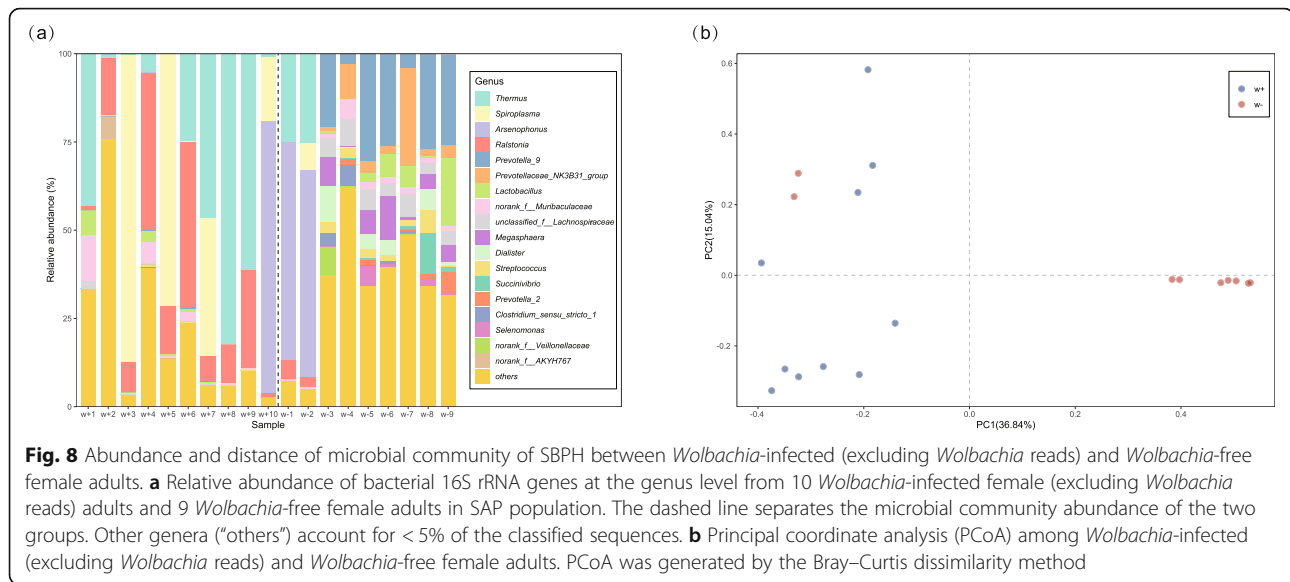 (a)
100
75
50
25
0
Relative abundance (%)
w+1 w+2 w+3 w+4 w+5 w+6 w+7 w+8 w+9 w+10 w-1 w-2 w-3 w-4 w-5 w-6 w-7 w-8 w-9
Sample
Genus
Thermus
Spiroplasma
Arsenophonus
Ralstonia
Prevotella_9
Prevotellaceae_NK3B31_group
Lactobacillus
norank_f__Muribaculaceae
unclassified_f__Lachnospiraceae
Megasphaera
Dialister
Streptococcus
Succinivibrio
Prevotella_2
Clostridium_sensu_stricto_1
Selenomonas
norank_f__Veillonellaceae
norank_f__AKYH767
others
(b)
0.6
0.4
0.2
0.0
-0.2
PC2(15.04%)
-0.4 -0.2 0.0 0.2 0.4
PC1(36.84%)
w+
w-
Fig. 8 Abundance and distance of microbial community of SBPH between Wolbachia-infected (excluding Wolbachia reads) and Wolbachia-free
female adults. a Relative abundance of bacterial 16S rRNA genes at the genus level from 10 Wolbachia-infected female (excluding Wolbachia
reads) adults and 9 Wolbachia-free female adults in SAP population. The dashed line separates the microbial community abundance of the two
groups. Other genera (“others”) account for < 5% of the classified sequences. b Principal coordinate analysis (PCoA) among Wolbachia-infected
(excluding Wolbachia reads) and Wolbachia-free female adults. PCoA was generated by the Bray–Curtis dissimilarity method